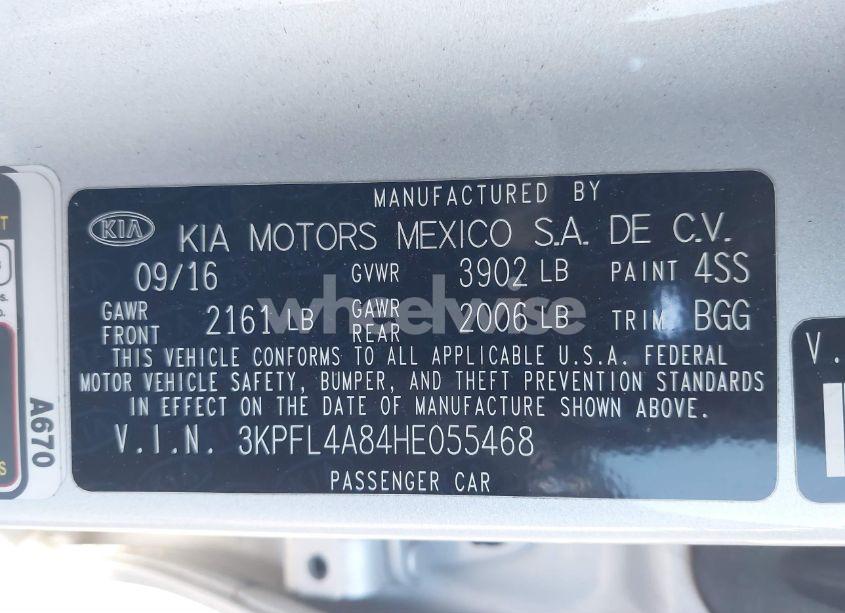 MANUFACTURED BY
KIA KIA MOTORS MEXICO S.A. DE C.V.
09/16 GVWR 3902 LB PAINT 4SS
GAWR FRONT 2161 LB GAWR REAR 2006 LB TRIM BGG
wheelwise
THIS VEHICLE CONFORMS TO ALL APPLICABLE U.S.A. FEDERAL
MOTOR VEHICLE SAFETY, BUMPER, AND THEFT PREVENTION STANDARDS
IN EFFECT ON THE DATE OF MANUFACTURE SHOWN ABOVE.
V.I.N. 3KPFL4A84HE055468
PASSENGER CAR
A670
V.